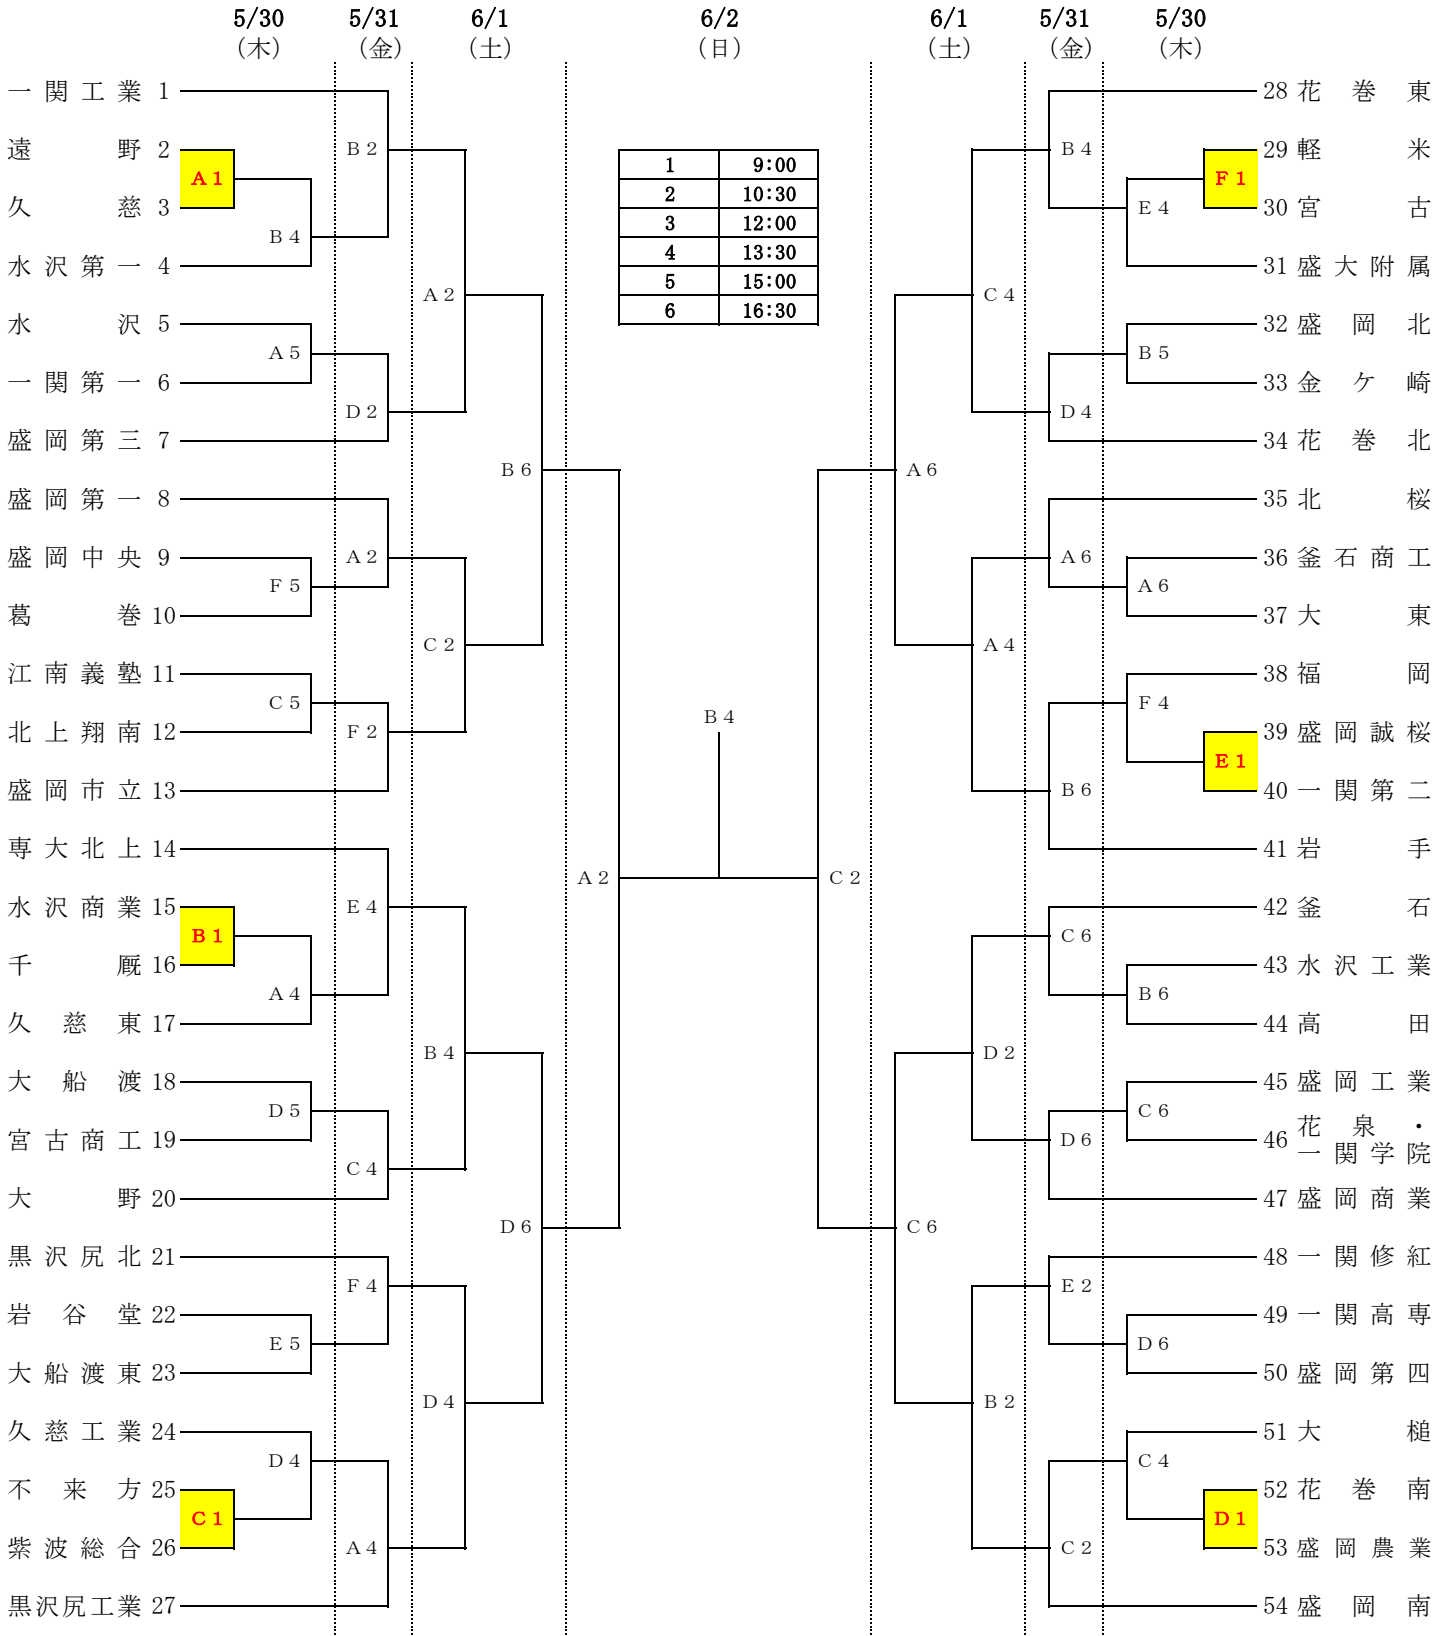 5/30 5/31 6/1 6/2 6/1 5/31 5/30
(木) (金) (土) (日) (土) (金) (木)
一関工業 1
遠野 2
A1
久慈 3
水沢第一 4
水沢 5
一関第一 6
盛岡第三 7
盛岡第一 8
盛岡中央 9
葛巻 10
江南義塾 11
北上翔南 12
盛岡市立 13
専大北上 14
水沢商業 15
B1
千厩 16
久慈東 17
大船渡 18
宮古商工 19
大野 20
黒沢尻北 21
岩谷堂 22
大船渡東 23
久慈工業 24
不来方 25
C1
紫波総合 26
黒沢尻工業 27
B4
A5
F5
C5
A4
D5
E5
D4
B2
D2
A2
F2
E4
C4
F4
A4
A2
C2
B4
D4
B6
D6
A2
1 9:00
2 10:30
3 12:00
4 13:30
5 15:00
6 16:30
B4
C2
A6
C6
C4
A4
D2
B2
B4
D4
A6
B6
C6
D6
E2
C2
E4
B5
A6
F4
B6
C6
D6
C4
28 花巻東
29 軽米
F1
30 宮古
31 盛大附属
32 盛岡北
33 金ケ崎
34 花巻北
35 北桜
36 釜石商工
37 大東
38 福岡
39 盛岡誠桜
E1
40 一関第二
41 岩手
42 釜石
43 水沢工業
44 高田
45 盛岡工業
46 花泉・
一関学院
47 盛岡商業
48 一関修紅
49 一関高専
50 盛岡第四
51 大槌
52 花巻南
D1
53 盛岡農業
54 盛岡南